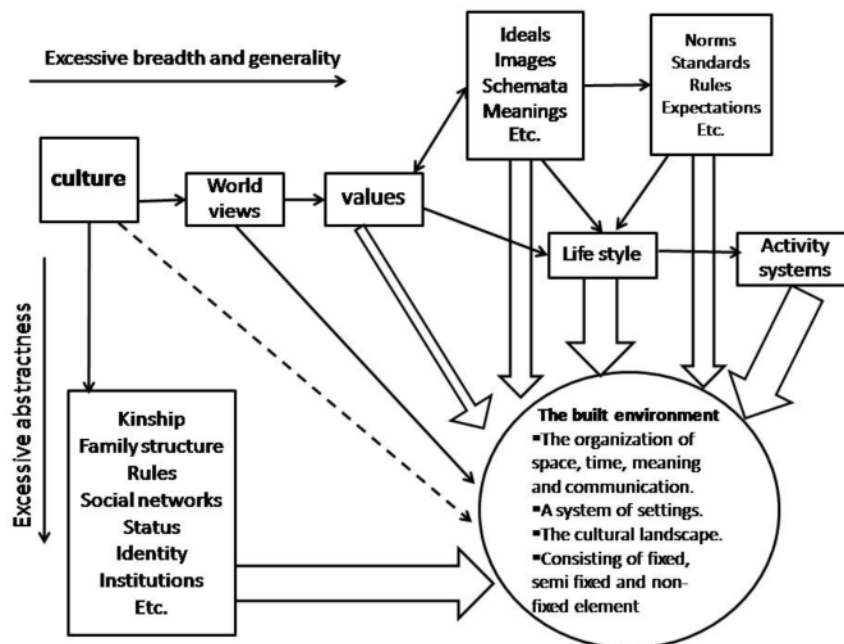 Excessive breadth and generality
Ideals
Images
Schemata
Meanings
Etc.
Norms
Standards
Rules
Expectations
Etc.
culture
World
views
values
Life style
Activity
systems
Excessive abstractness
Kinship
Family structure
Rules
Social networks
Status
Identity
Institutions
Etc.
The built environment
▪The organization of
space, time, meaning
and communication.
▪A system of settings.
▪The cultural landscape.
▪Consisting of fixed,
semi fixed and non-
fixed element